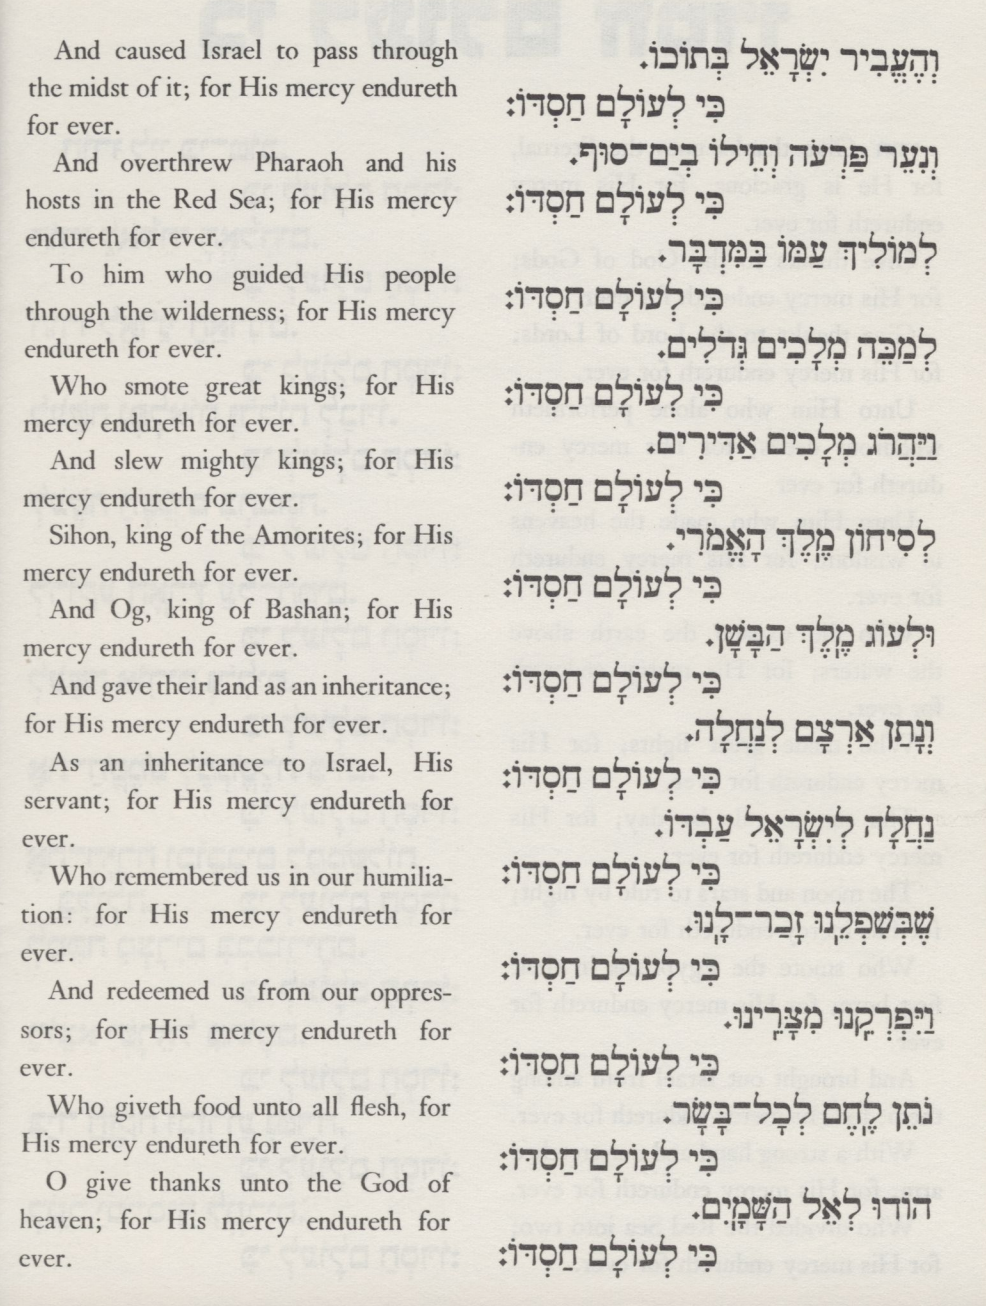 And caused Israel to pass through
the midst of it; for His mercy endureth
for ever.
And overthrew Pharaoh and his
hosts in the Red Sea; for His mercy
endureth for ever.
To him who guided His people
through the wilderness; for His mercy
endureth for ever.
Who smote great kings; for His
mercy endureth for ever.
And slew mighty kings; for His
mercy endureth for ever.
Sihon, king of the Amorites; for His
mercy endureth for ever.
And Og, king of Bashan; for His
mercy endureth for ever.
And gave their land as an inheritance;
for His mercy endureth for ever.
As an inheritance to Israel, His
servant; for His mercy endureth for
ever.
Who remembered us in our humilia-
tion: for His mercy endureth for
ever.
And redeemed us from our oppres-
sors; for His mercy endureth for
ever.
Who giveth food unto all flesh, for
His mercy endureth for ever.
O give thanks unto the God of
heaven; for His mercy endureth for
ever.
וְהֶעֱבִיר יִשְׂרָאֵל בְּתוֹכוֹ.
כִּי לְעוֹלָם חַסְדּוֹ:
וְנִעֵר פַּרְעֹה וְחֵילוֹ בְיַם־סוּף.
כִּי לְעוֹלָם חַסְדּוֹ:
לְמוֹלִיךְ עַמּוֹ בַּמִּדְבָּר.
כִּי לְעוֹלָם חַסְדּוֹ:
לְמַכֵּה מְלָכִים גְּדֹלִים.
כִּי לְעוֹלָם חַסְדּוֹ:
וַיַּהֲרֹג מְלָכִים אַדִּירִים.
כִּי לְעוֹלָם חַסְדּוֹ:
לְסִיחוֹן מֶלֶךְ הָאֱמֹרִי.
כִּי לְעוֹלָם חַסְדּוֹ:
וּלְעוֹג מֶלֶךְ הַבָּשָׁן.
כִּי לְעוֹלָם חַסְדּוֹ:
וְנָתַן אַרְצָם לְנַחֲלָה.
כִּי לְעוֹלָם חַסְדּוֹ:
נַחֲלָה לְיִשְׂרָאֵל עַבְדּוֹ.
כִּי לְעוֹלָם חַסְדּוֹ:
שֶׁבְּשִׁפְלֵנוּ זָכַר־לָנוּ.
כִּי לְעוֹלָם חַסְדּוֹ:
וַיִּפְרְקֵנוּ מִצָּרֵינוּ.
כִּי לְעוֹלָם חַסְדּוֹ:
נֹתֵן לֶחֶם לְכָל־בָּשָׂר.
כִּי לְעוֹלָם חַסְדּוֹ:
הוֹדוּ לְאֵל הַשָּׁמָיִם.
כִּי לְעוֹלָם חַסְדּוֹ: